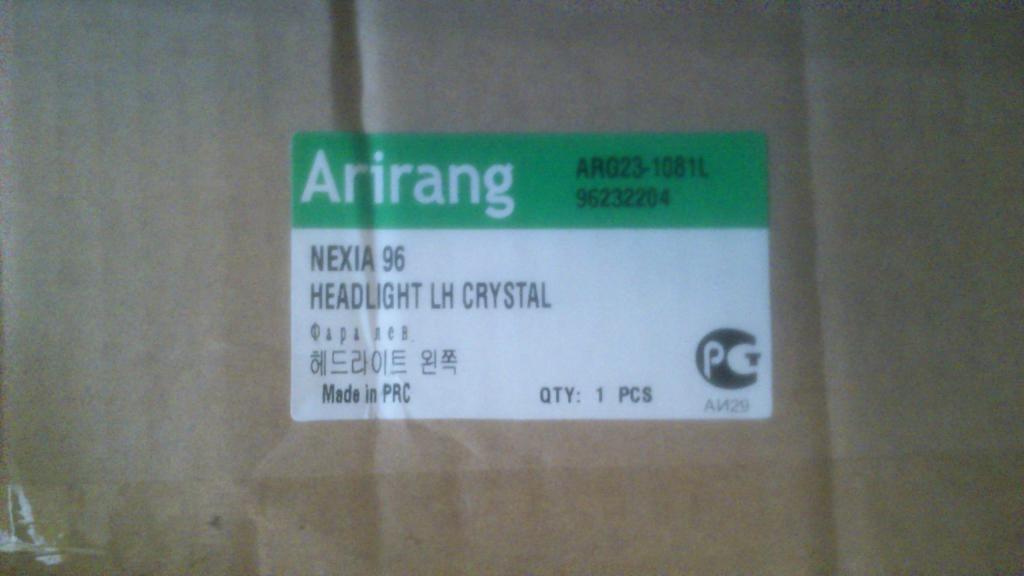 Arirang
ARG23-1081L
96232204
NEXIA 96
HEADLIGHT LH CRYSTAL
Фара лев.
헤드라이트 왼쪽
Made in PRC
QTY: 1 PCS
РСТ
АИ29